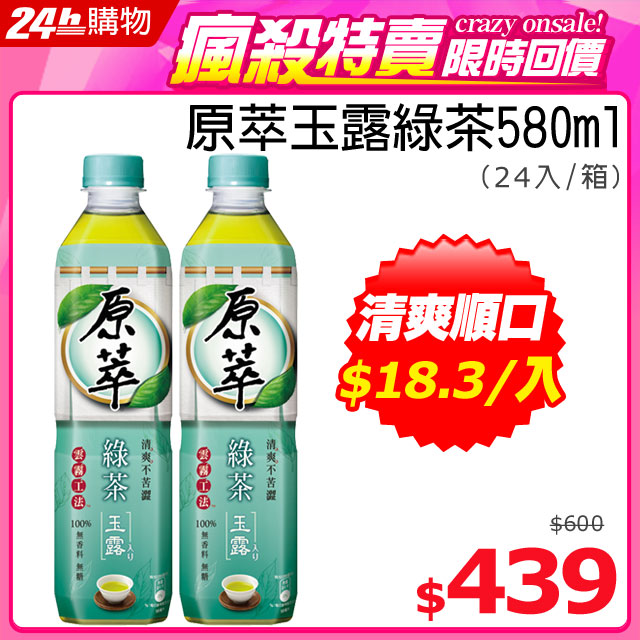 24h購物
瘋殺特賣
crazy onsale!
限時回價
原萃玉露綠茶580ml
(24入/箱)
清爽順口
$18.3/入
$600
$439
原萃
清爽不苦澀
綠茶
玉露入り
雲霧工法
100%
無香料 無糖
原萃
清爽不苦澀
綠茶
玉露入り
雲霧工法
100%
無香料 無糖